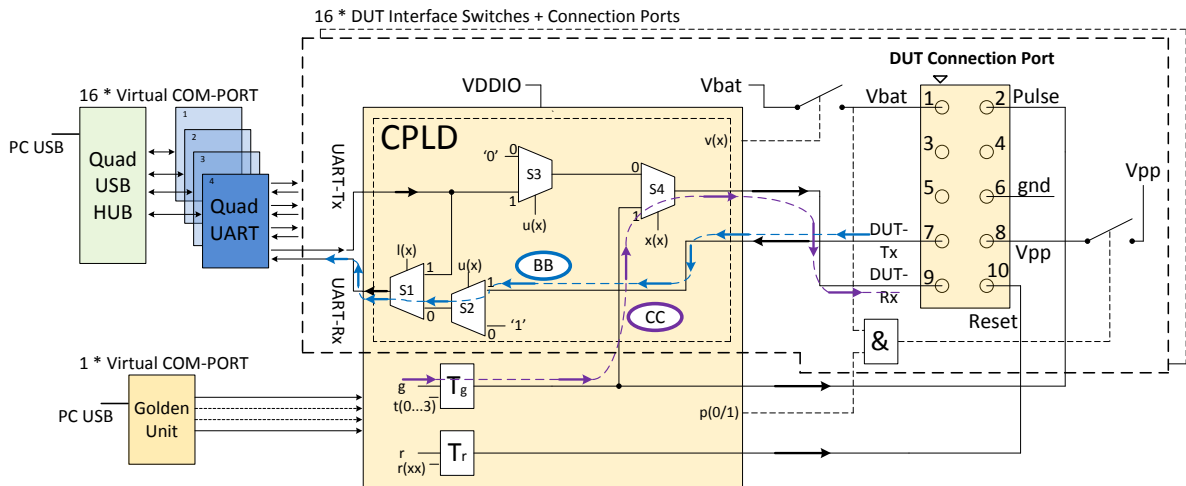 16 * DUT Interface Switches + Connection Ports
DUT Connection Port
VDDIO
Vbat
Vbat
1
2
Pulse
16 * Virtual COM-PORT
1
2
3
4
PC USB
Quad
USB
HUB
Quad
UART
UART-Tx
UART-Rx
CPLD
v(x)
'0'
0
S3
1
u(x)
0
S4
1
x(x)
3
4
5
6
gnd
Vpp
7
8
Vpp
DUT-
Tx
DUT-
Rx
9
10
Reset
l(x)
1
S1
0
u(x)
1
S2
0
'1'
BB
CC
&
1 * Virtual COM-PORT
PC USB
Golden
Unit
g
t(0...3)
Tg
p(0/1)
r
r(xx)
Tr